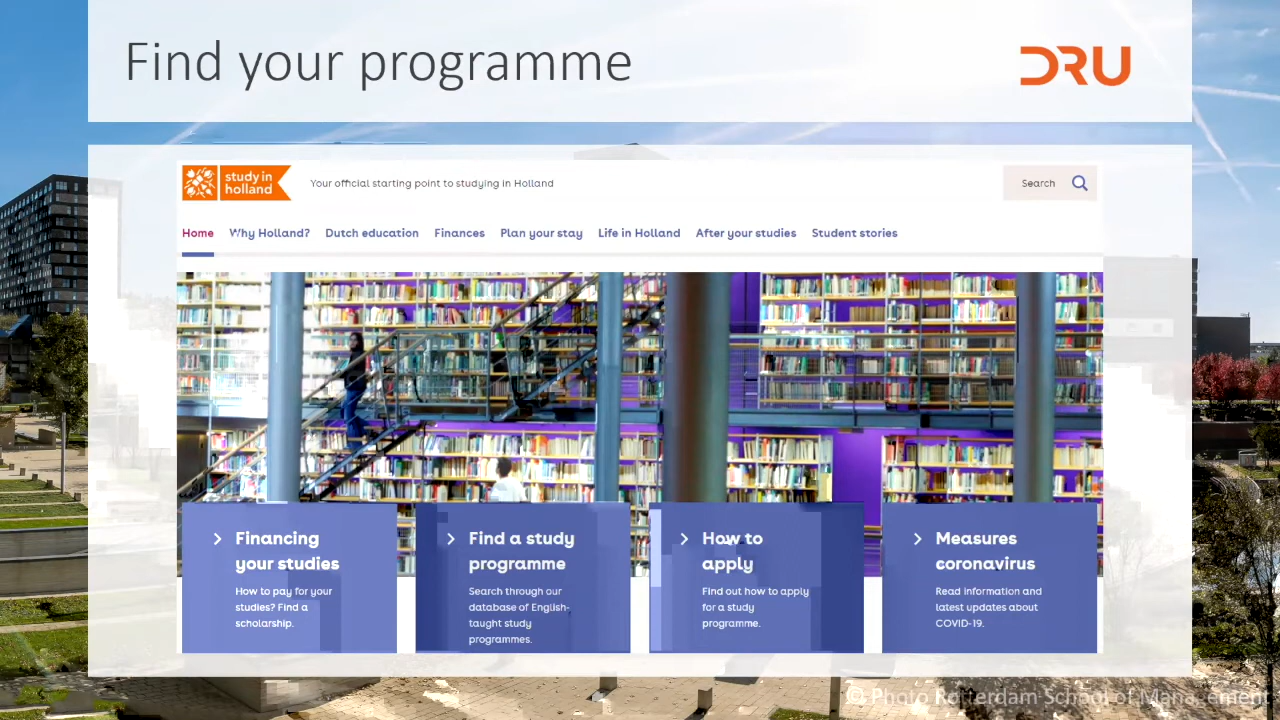 Find your programme
DRU
study in
holland
Your official starting point to studying in Holland
Search
Home Why Holland? Dutch education Finances Plan your stay Life in Holland After your studies Student stories
Financing
your studies
How to pay for your
studies? Find a
scholarship.
Find a study
programme
Search through our
database of English-
taught study
programmes.
How to
apply
Find out how to apply
for a study
programme.
Measures
coronavirus
Read information and
latest updates about
COVID-19.
© Photo Rotterdam School of Management